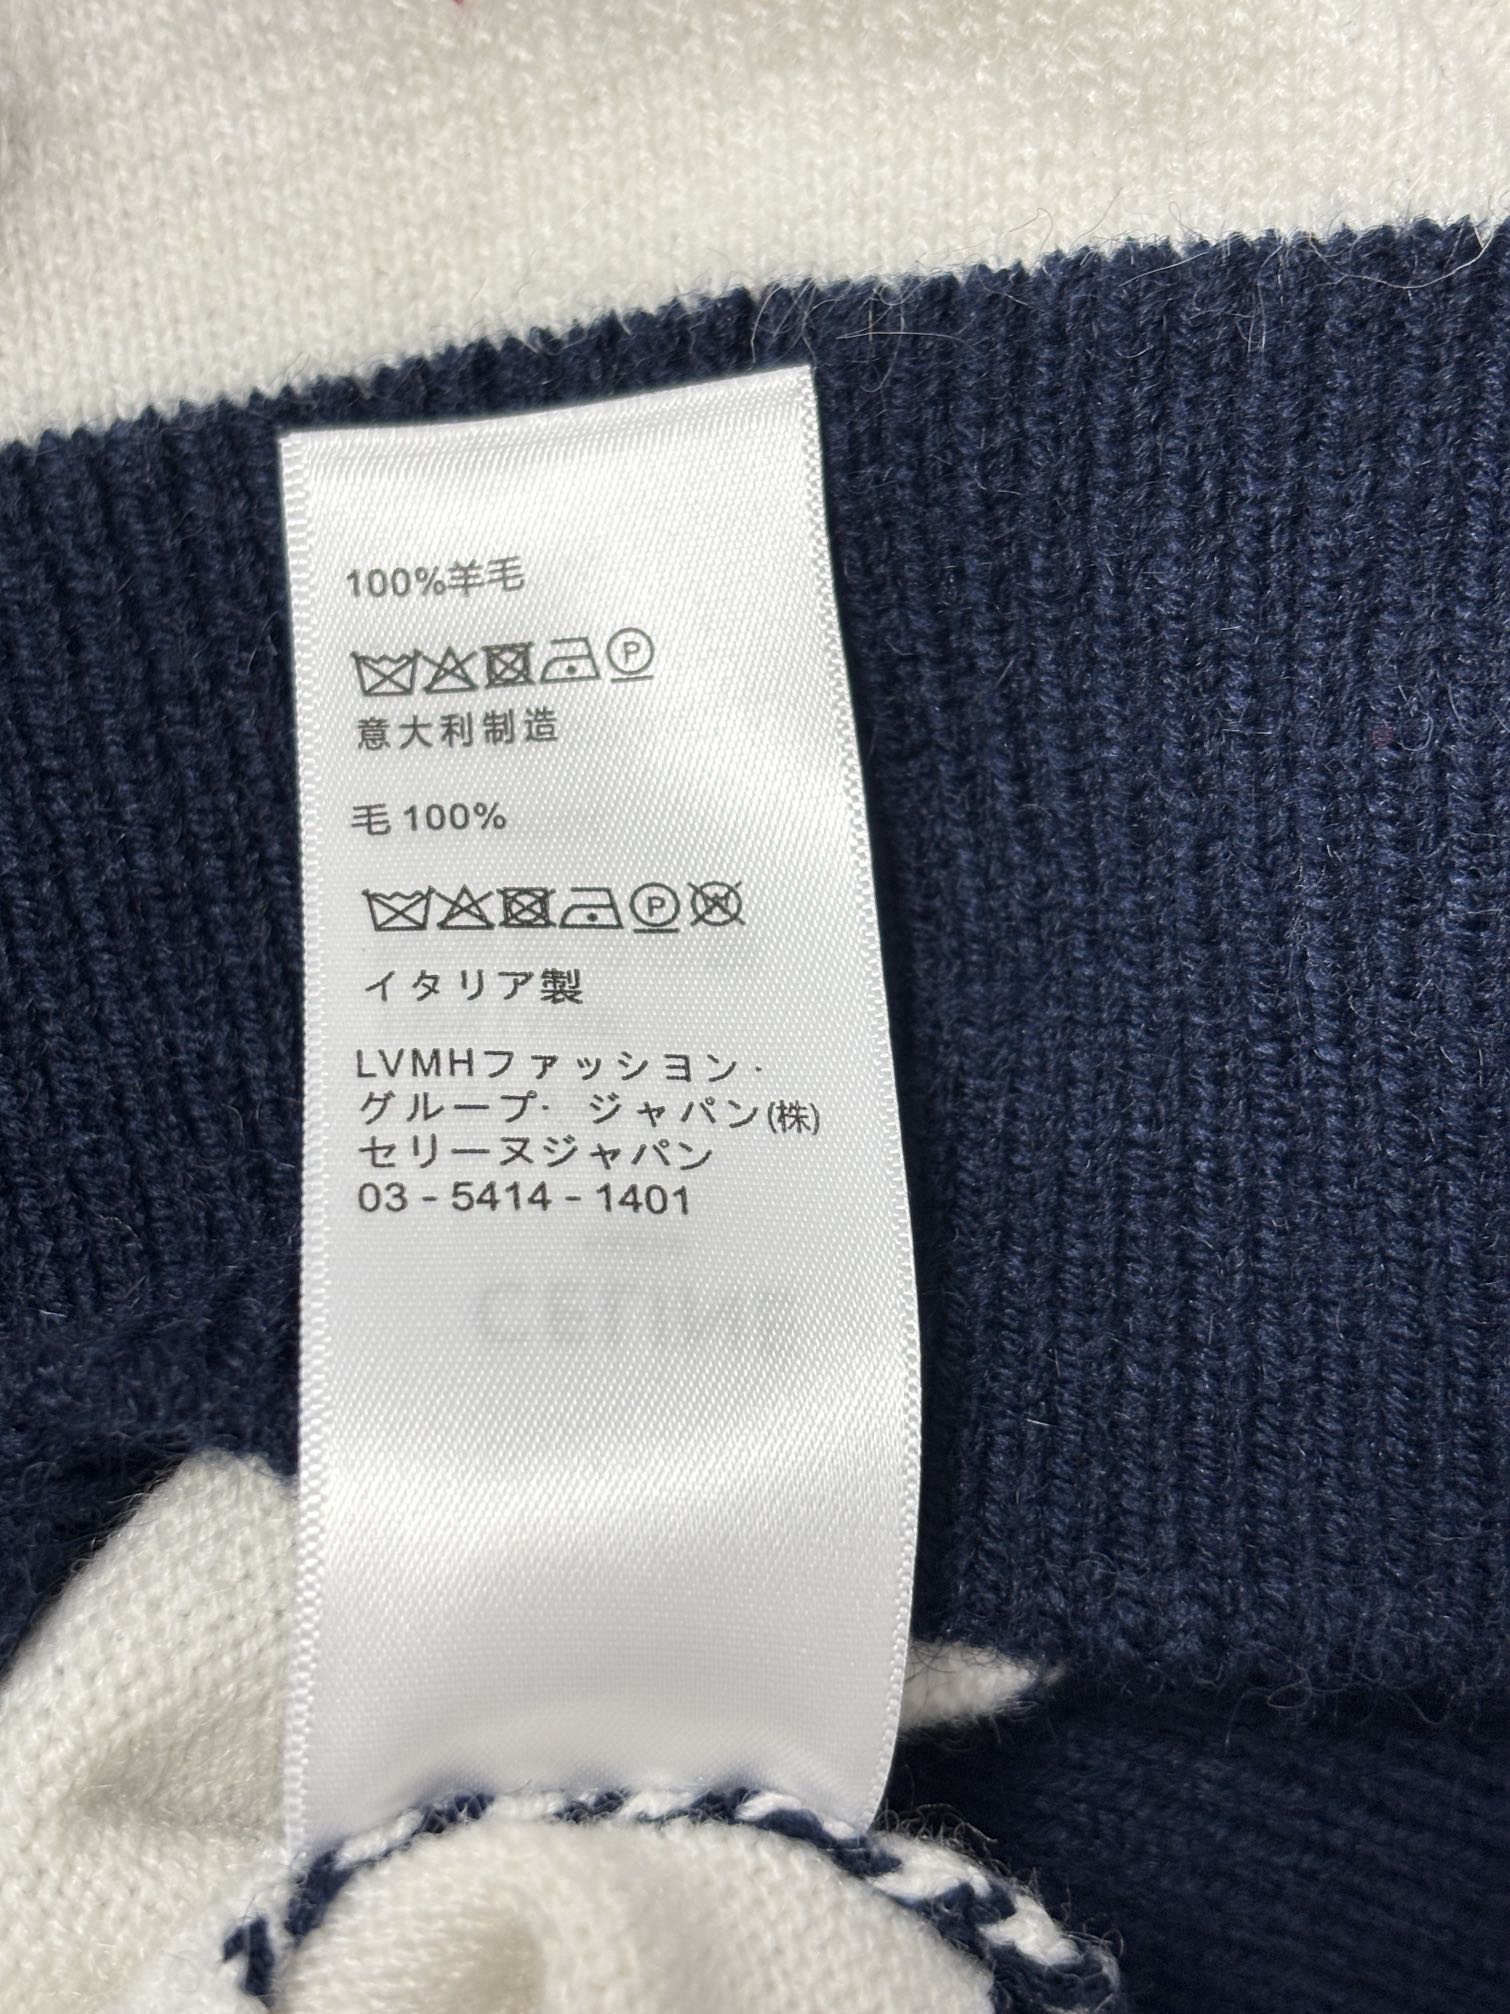 100%羊毛
P
意大利制造
毛 100%
P W
イタリア製
LVMHファッション·
グループ· ジャパン(株)
セリーヌジャパン
03 - 5414 - 1401